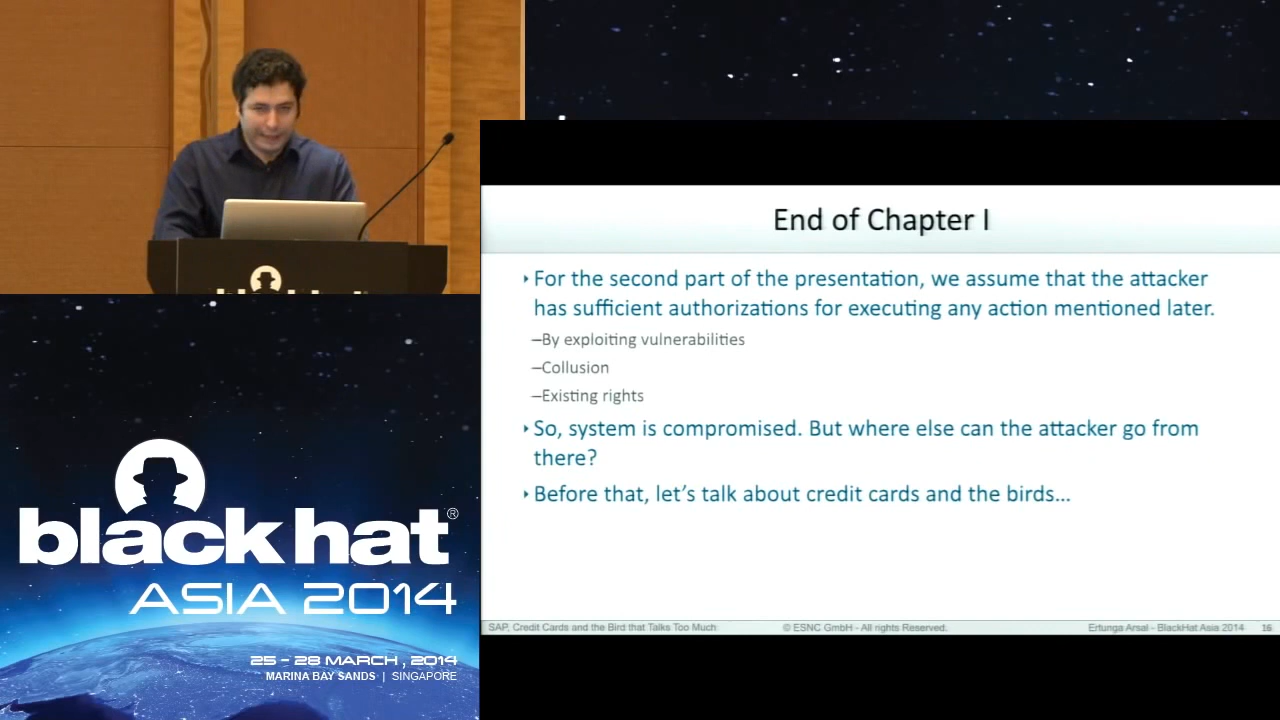 End of Chapter I
‣ For the second part of the presentation, we assume that the attacker
has sufficient authorizations for executing any action mentioned later.
–By exploiting vulnerabilities
–Collusion
–Existing rights
‣ So, system is compromised. But where else can the attacker go from
there?
‣ Before that, let's talk about credit cards and the birds...
SAP, Credit Cards and the Bird that Talks Too Much © ESNC GmbH - All rights Reserved. Ertunga Arsal - BlackHat Asia 2014 16
black hat®
ASIA 2014
25 – 28 MARCH, 2014
MARINA BAY SANDS | SINGAPORE